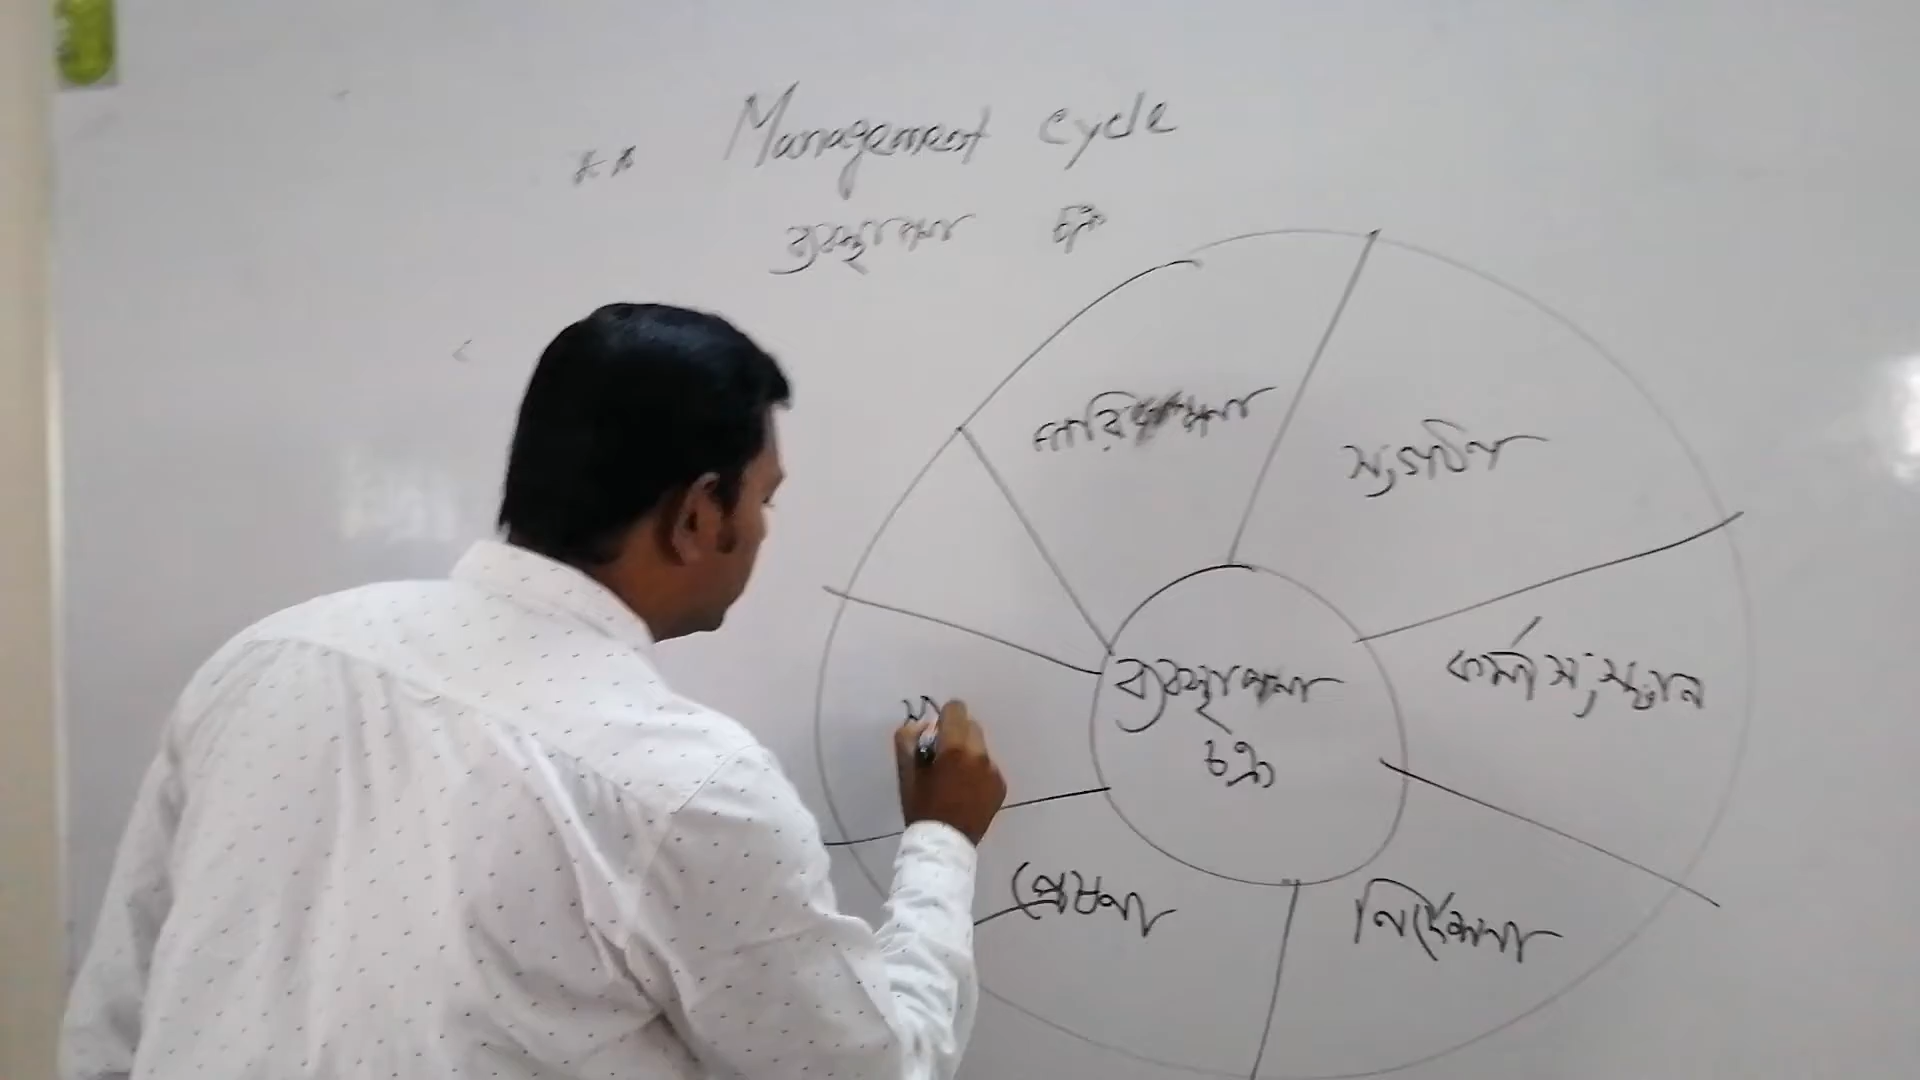 ** Management cycle
ব্যবস্থাপনা চক্র
পরিকল্পনা
সংগঠন
কর্মী সংস্থান
ব্যবস্থাপনা
চক্র
প্রেষণা
নির্দেশনা